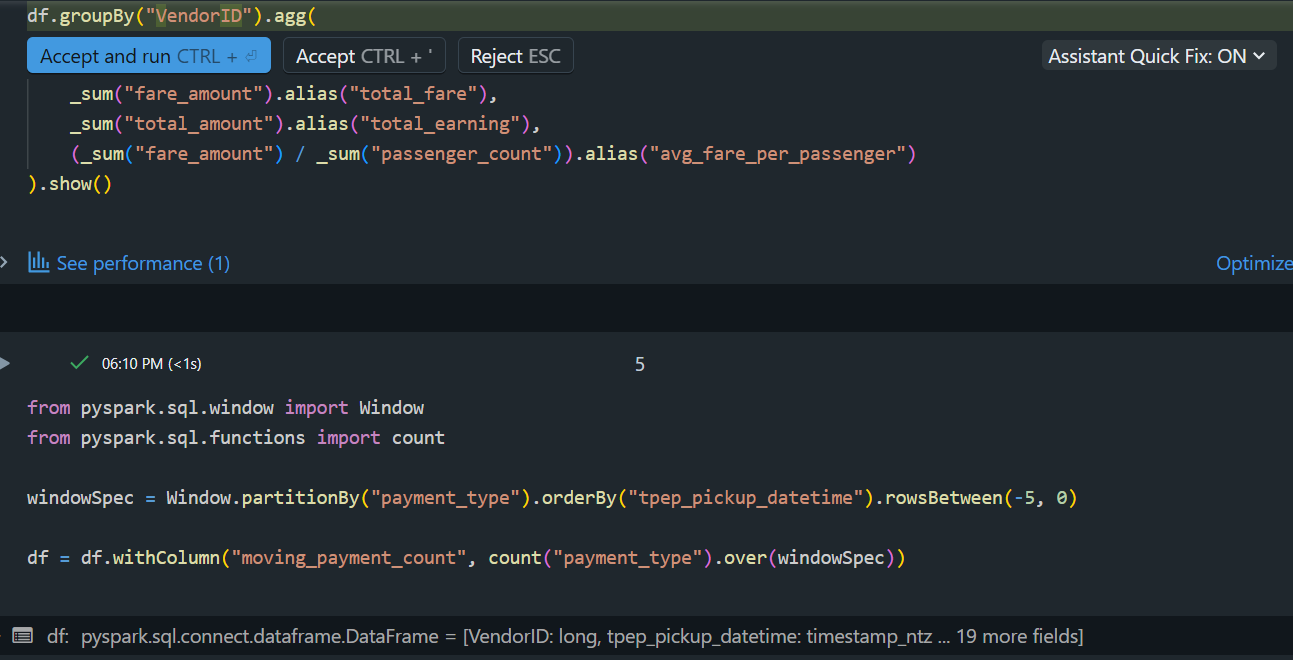 df.groupBy("VendorID").agg(
Accept and run CTRL + ⏎ Accept CTRL + ' Reject ESC Assistant Quick Fix: ON
_sum("fare_amount").alias("total_fare"),
_sum("total_amount").alias("total_earning"),
(_sum("fare_amount") / _sum("passenger_count")).alias("avg_fare_per_passenger")
).show()
See performance (1) Optimize
06:10 PM (<1s) 5
from pyspark.sql.window import Window
from pyspark.sql.functions import count
windowSpec = Window.partitionBy("payment_type").orderBy("tpep_pickup_datetime").rowsBetween(-5, 0)
df = df.withColumn("moving_payment_count", count("payment_type").over(windowSpec))
df: pyspark.sql.connect.dataframe.DataFrame = [VendorID: long, tpep_pickup_datetime: timestamp_ntz ... 19 more fields]